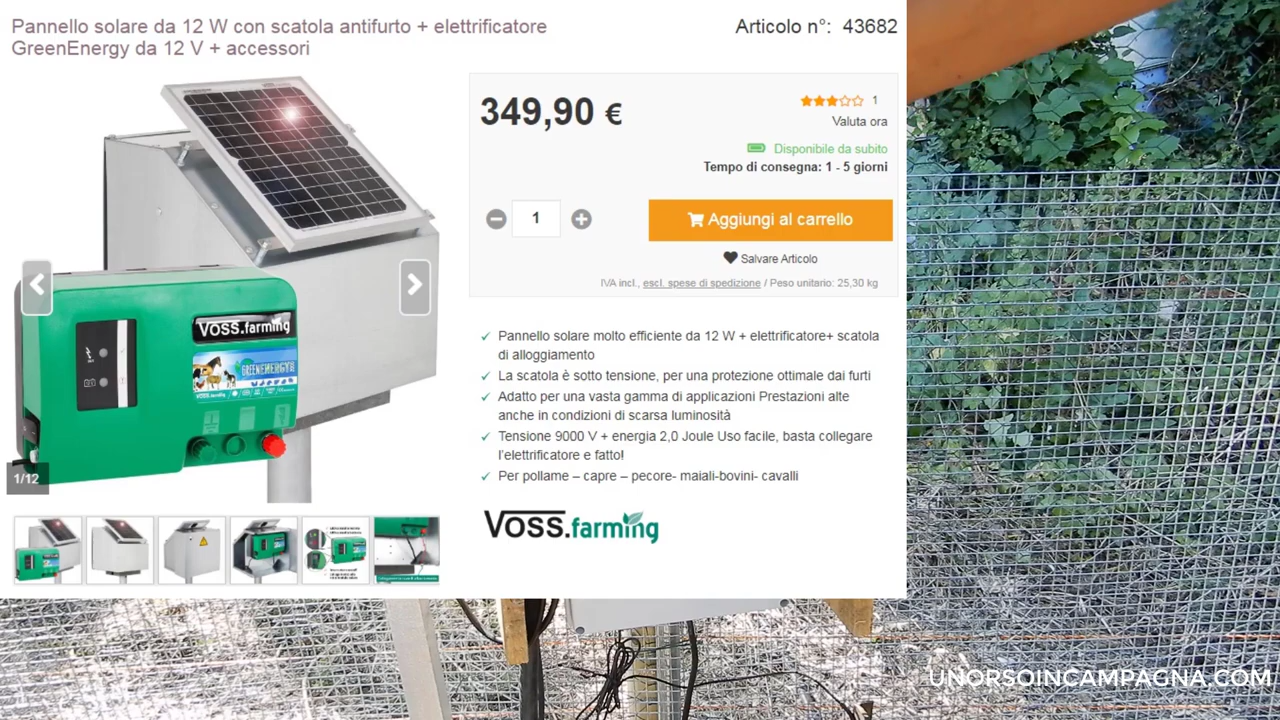 Pannello solare da 12 W con scatola antifurto + elettrificatore
GreenEnergy da 12 V + accessori
Articolo n°: 43682
349,90 €
1
Valuta ora
Disponibile da subito
Tempo di consegna: 1 - 5 giorni
1
Aggiungi al carrello
Salvare Articolo
IVA incl., escl. spese di spedizione / Peso unitario: 25,30 kg
VOSS.farming
GREENENERGY
1/12
Pannello solare molto efficiente da 12 W + elettrificatore+ scatola
di alloggiamento
La scatola è sotto tensione, per una protezione ottimale dai furti
Adatto per una vasta gamma di applicazioni Prestazioni alte
anche in condizioni di scarsa luminosità
Tensione 9000 V + energia 2,0 Joule Uso facile, basta collegare
l'elettrificatore e fatto!
Per pollame – capre – pecore- maiali-bovini- cavalli
VOSS.farming
UNORSOINCAMPAGNA.COM